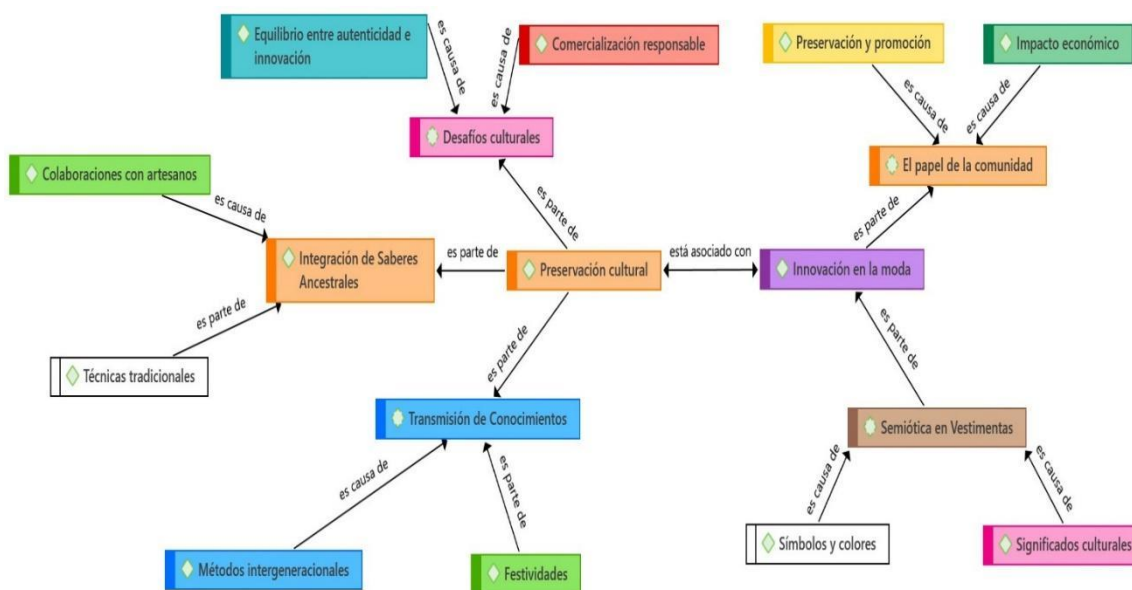 Equilibrio entre autenticidad e
innovación
Comercialización responsable
Preservación y promoción
Impacto económico
es causa de
es causa de
es causa de
es causa de
Desafíos culturales
El papel de la comunidad
Colaboraciones con artesanos
es causa de
es parte de
es parte de
Integración de Saberes
Ancestrales
es parte de
Preservación cultural
está asociado con
Innovación en la moda
es parte de
Técnicas tradicionales
es parte de
es parte de
Transmisión de Conocimientos
Semiótica en Vestimentas
es causa de
es parte de
es causa de
es causa de
Métodos intergeneracionales
Festividades
Símbolos y colores
Significados culturales